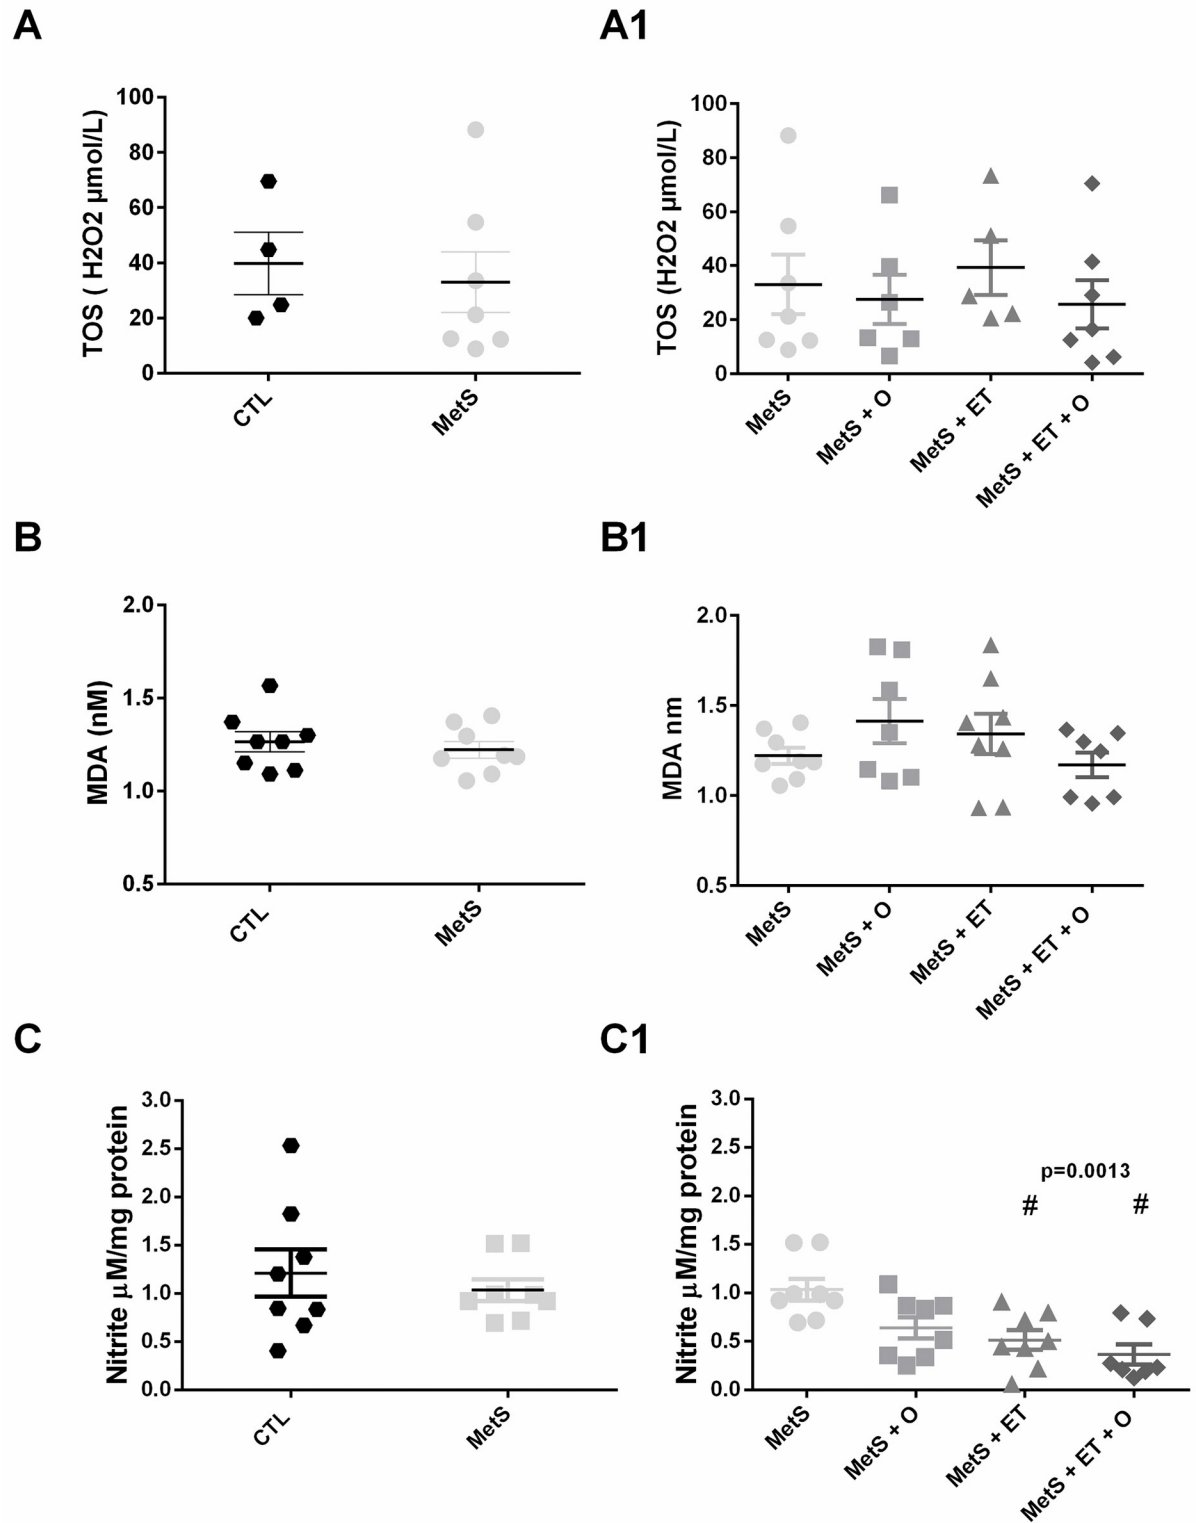 A
A1
TOS ( H2O2 µmol/L)
100
80
60
40
20
0
CTL
MetS
TOS (H2O2 µmol/L)
100
80
60
40
20
0
MetS
MetS + O
MetS + ET
MetS + ET + O
B
B1
MDA (nM)
2.0
1.5
1.0
0.5
CTL
MetS
MDA nm
2.0
1.5
1.0
0.5
MetS
MetS + O
MetS + ET
MetS + ET + O
C
C1
Nitrite µM/mg protein
3.0
2.5
2.0
1.5
1.0
0.5
0.0
CTL
MetS
Nitrite µM/mg protein
3.0
2.5
2.0
1.5
1.0
0.5
0.0
p=0.0013
# #
MetS
MetS + O
MetS + ET
MetS + ET + O